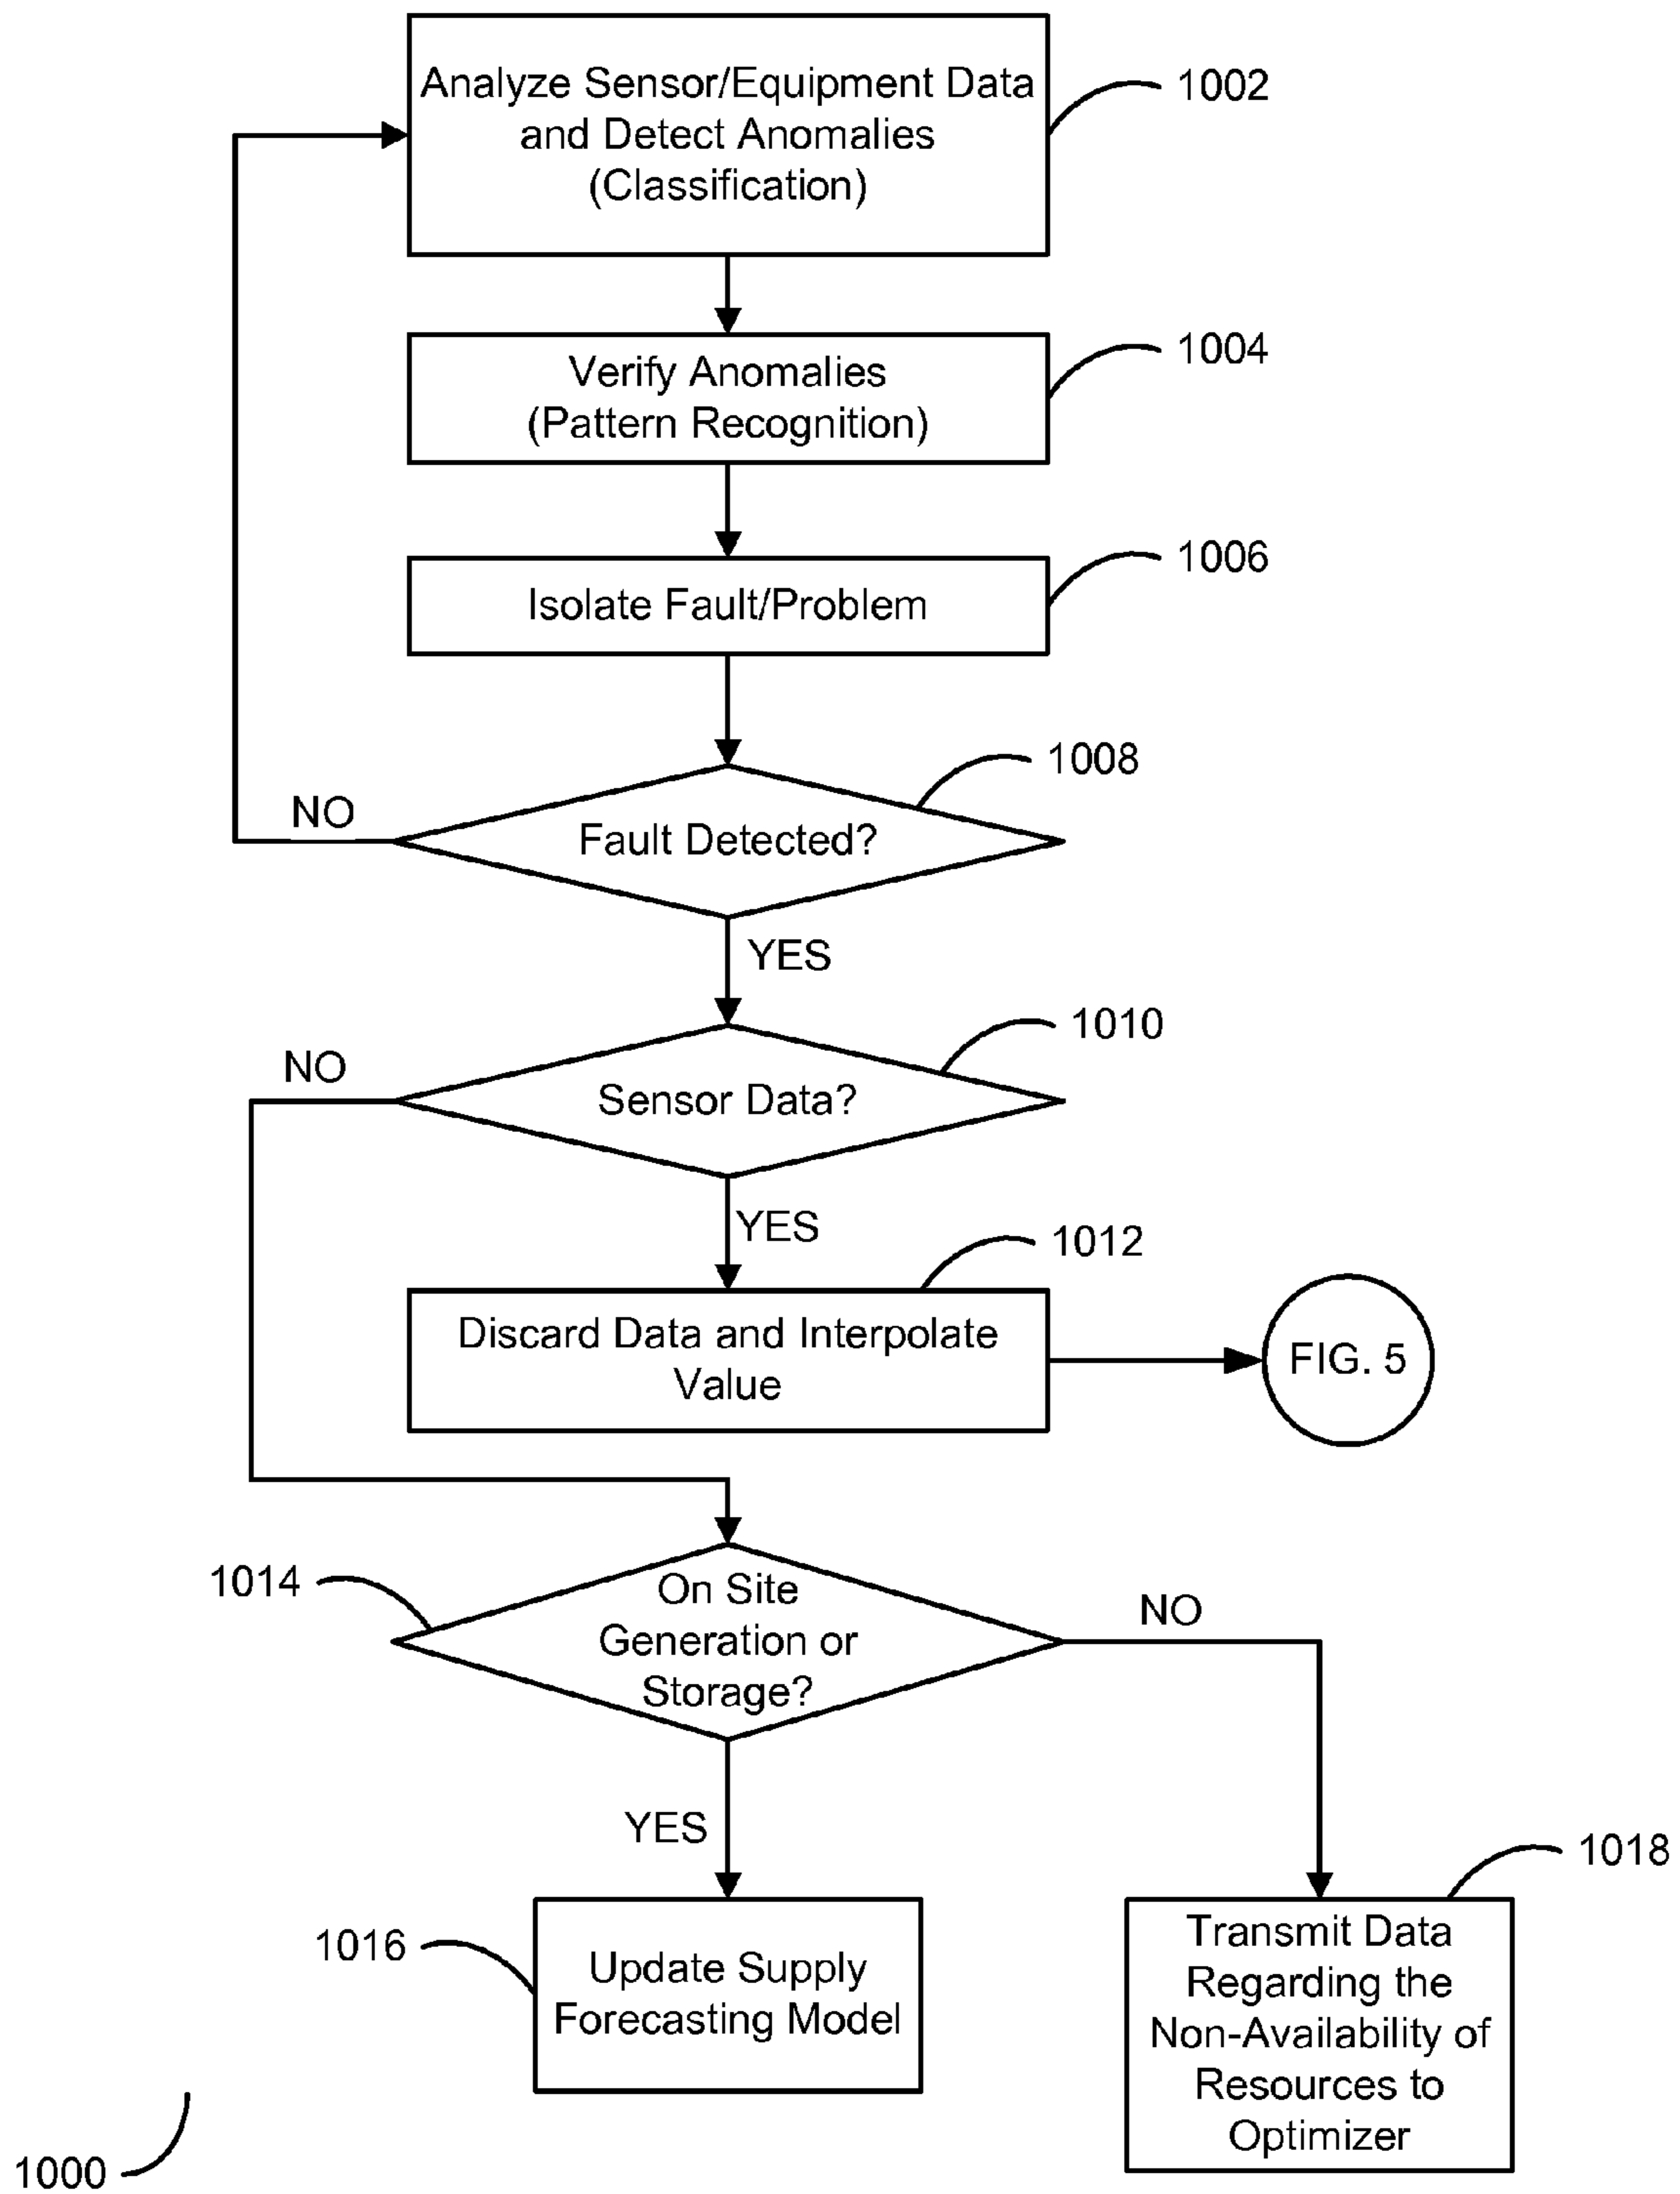 Analyze Sensor/Equipment Data
and Detect Anomalies
(Classification)
1002
Verify Anomalies
(Pattern Recognition)
1004
Isolate Fault/Problem
1006
Fault Detected?
1008
NO
YES
Sensor Data?
1010
NO
YES
Discard Data and Interpolate
Value
1012
FIG. 5
On Site
Generation or
Storage?
1014
NO
YES
Update Supply
Forecasting Model
1016
Transmit Data
Regarding the
Non-Availability of
Resources to
Optimizer
1018
1000